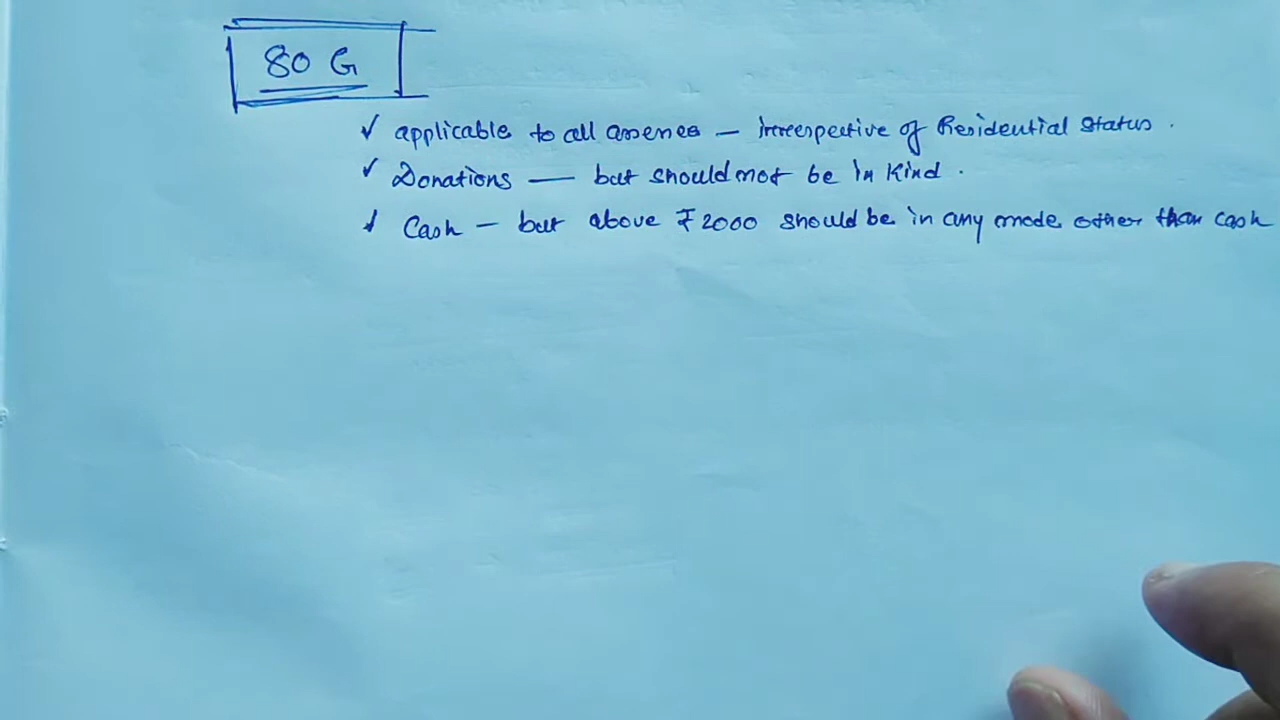 80 G
✓ applicable to all assesses – irrespective of Residential Status.
✓ Donations — but should not be in Kind.
✓ Cash – but above ₹2000 should be in any mode other than cash